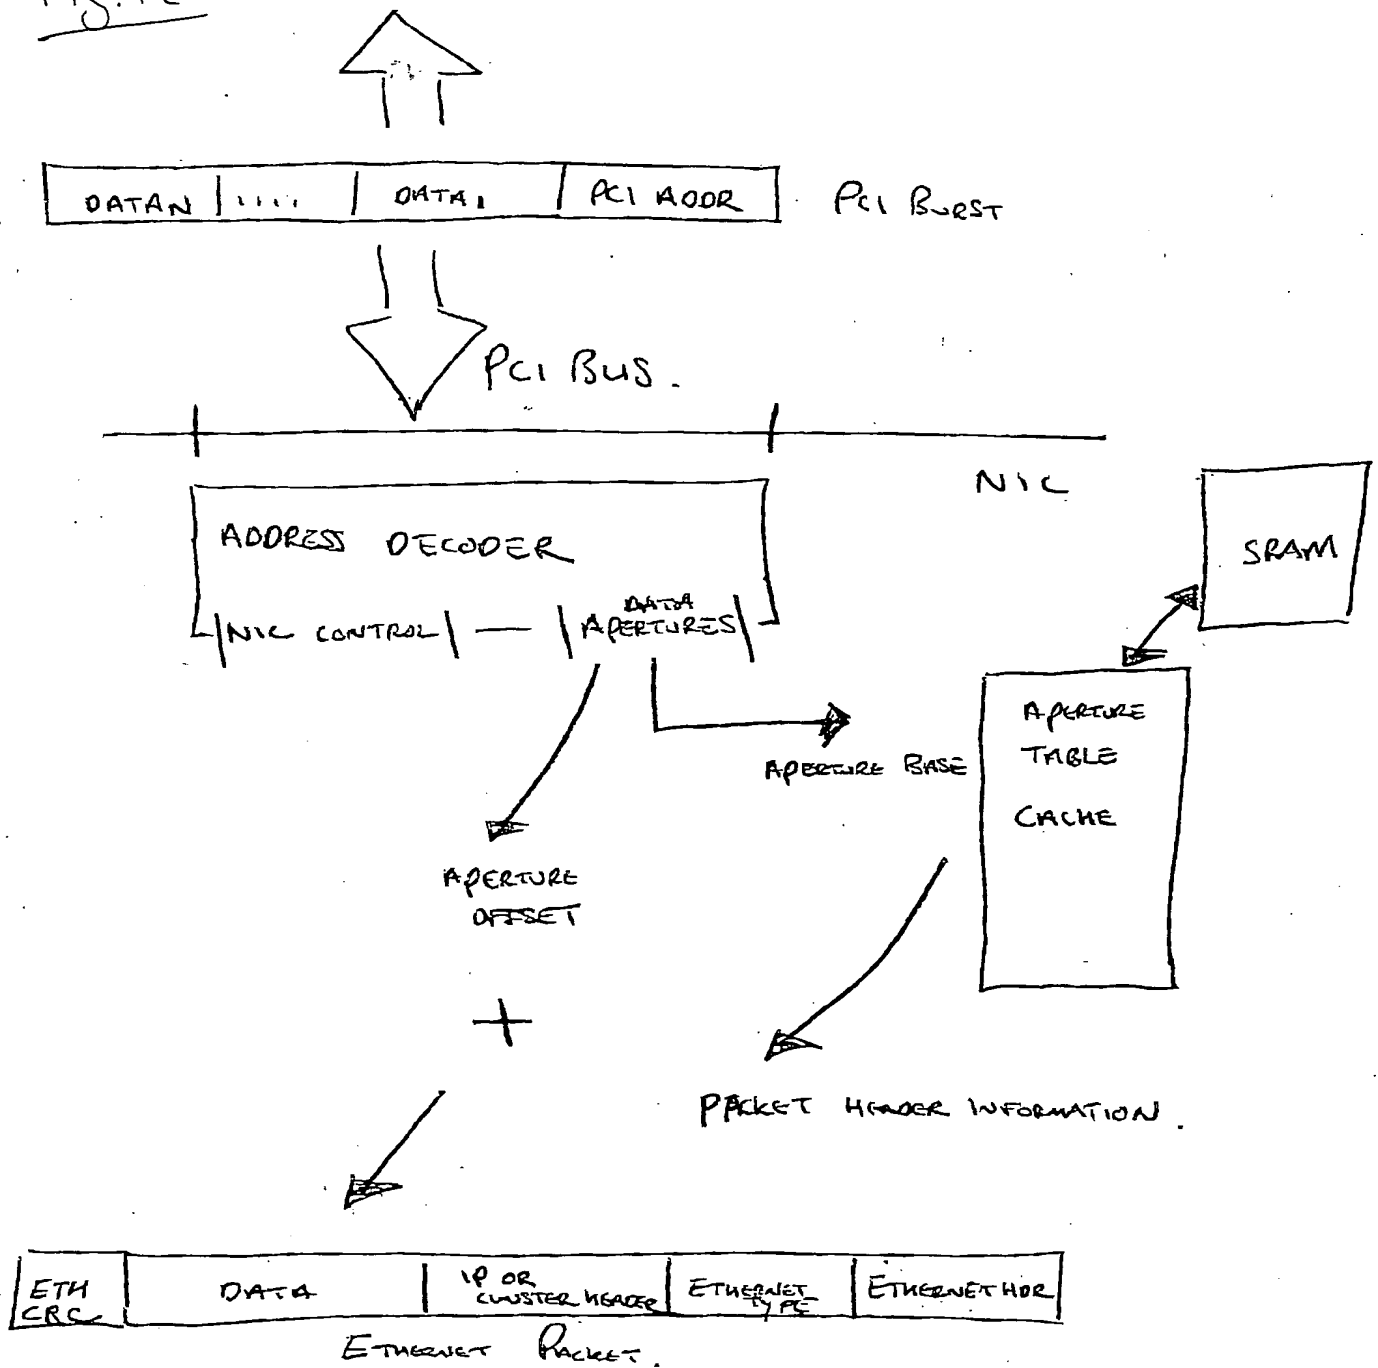 DATAN | .... | DATA1 | PCI ADDR
PCI BURST
PCI BUS.
NIC
SRAM
ADDRESS DECODER
NIC CONTROL
DATA
APERTURES
APERTURE
TABLE
CACHE
APERTURE BASE
APERTURE
OFFSET
+
PACKET HEADER INFORMATION.
ETH
CRC
DATA
IP OR
CLUSTER HEADER
ETHERNET
TYPE
ETHERNET HDR
ETHERNET PACKET.